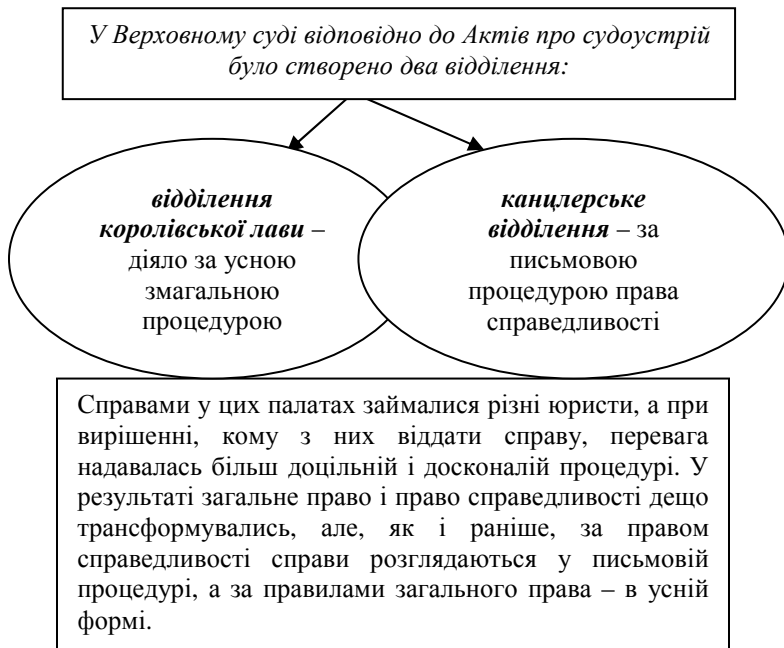 У Верховному суді відповідно до Актів про судоустрій
було створено два відділення:
відділення
королівської лави –
діяло за усною
змагальною
процедурою
канцлерське
відділення – за
письмовою
процедурою права
справедливості
Справами у цих палатах займалися різні юристи, а при
вирішенні, кому з них віддати справу, перевага
надавалась більш доцільній і досконалій процедурі. У
результаті загальне право і право справедливості дещо
трансформувались, але, як і раніше, за правом
справедливості справи розглядаються у письмовій
процедурі, а за правилами загального права – в усній
формі.